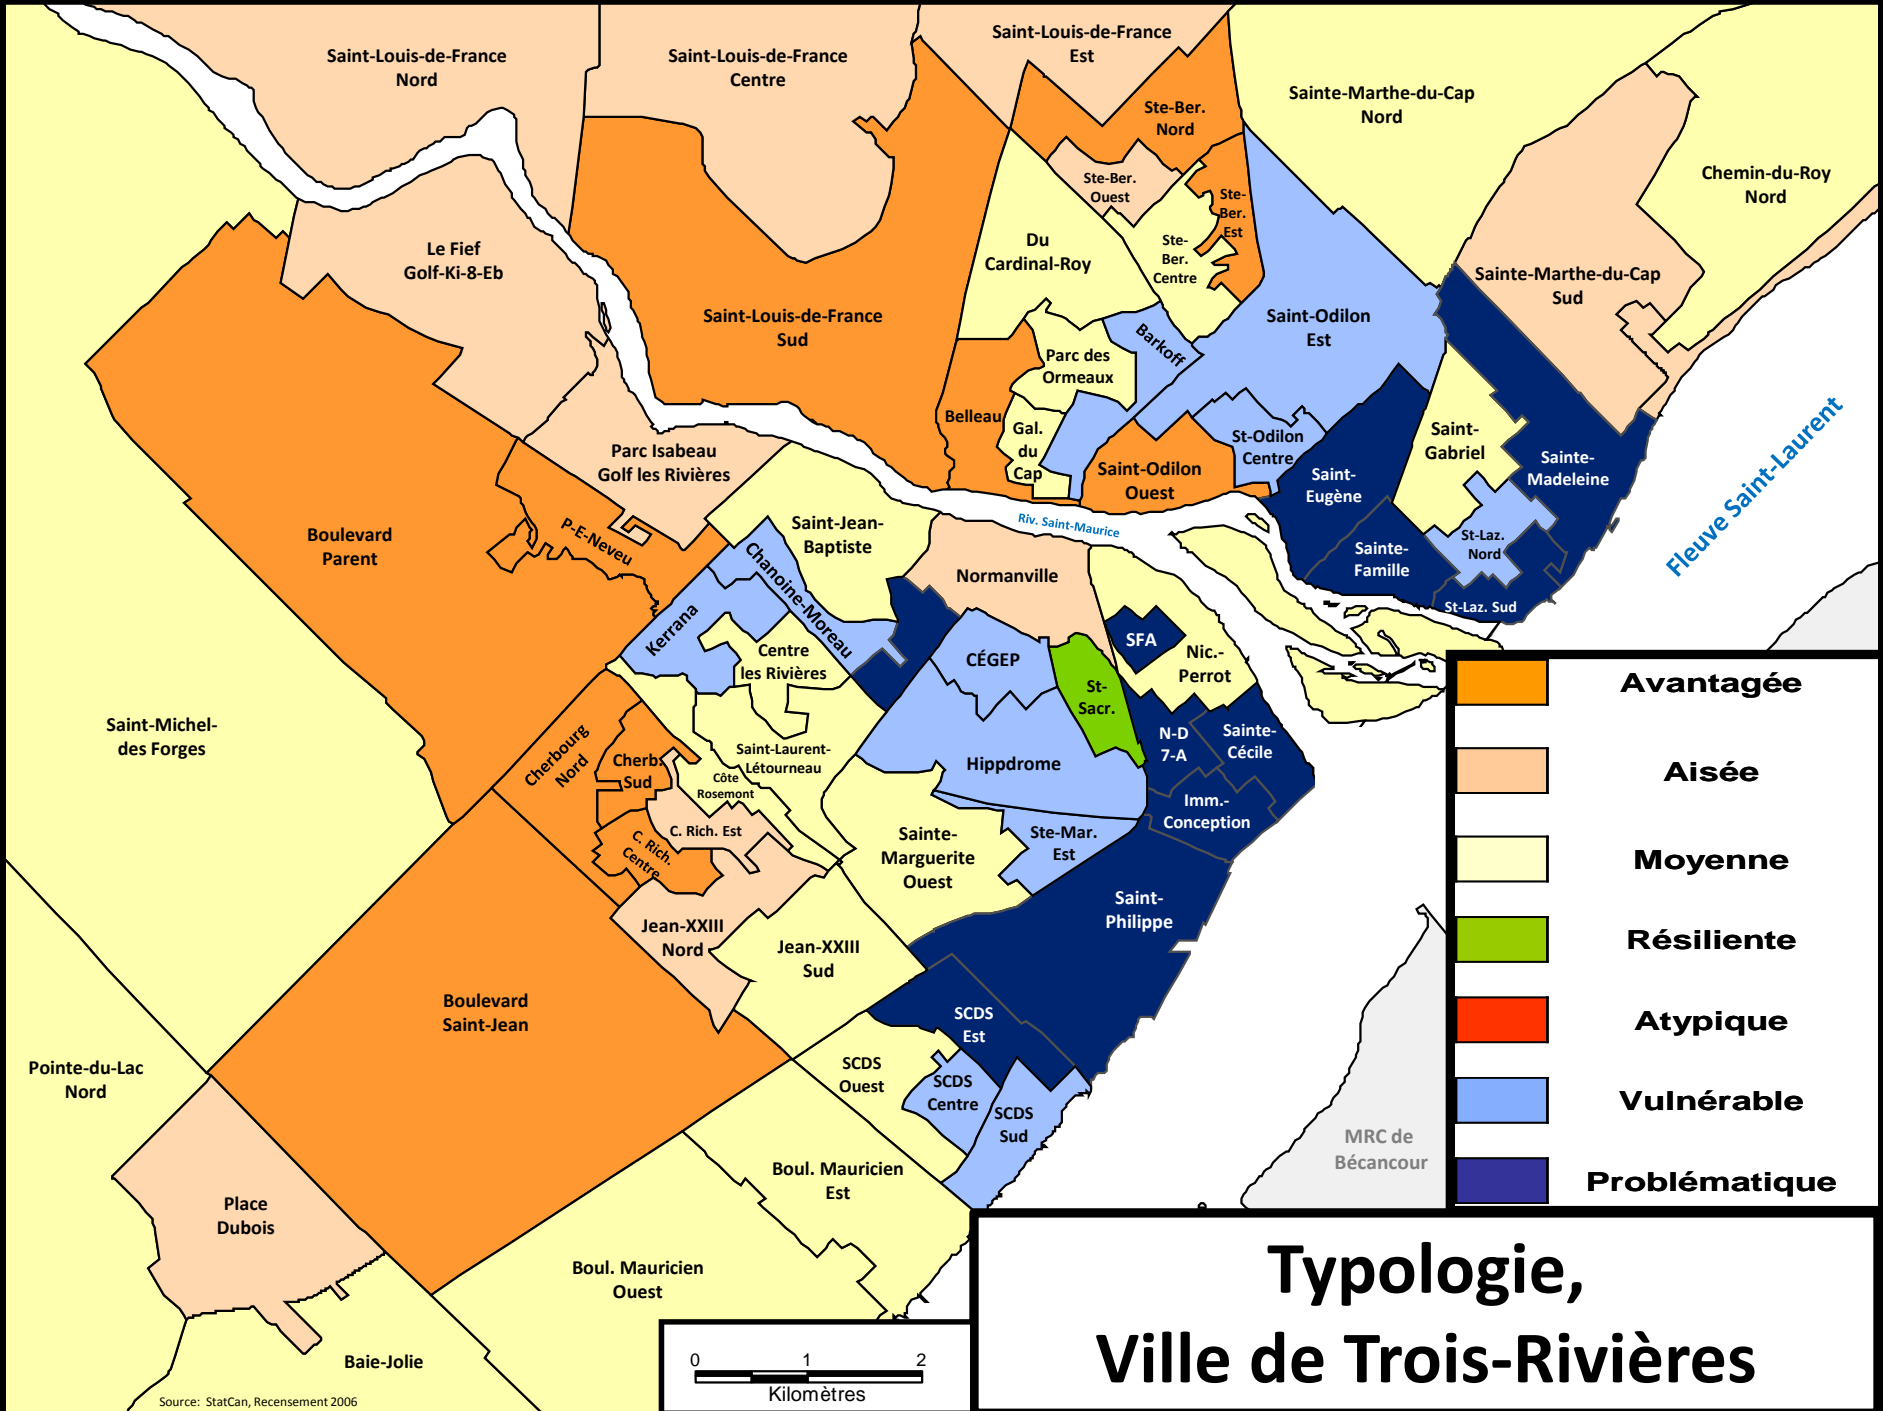 Saint-Louis-de-France
Nord
Saint-Louis-de-France
Centre
Saint-Louis-de-France
Est
Ste-Ber.
Nord
Sainte-Marthe-du-Cap
Nord
Chemin-du-Roy
Nord
Ste-Ber.
Ouest
Ste-
Ber.
Est
Le Fief
Golf-Ki-8-Eb
Du
Cardinal-Roy
Ste-
Ber.
Centre
Sainte-Marthe-du-Cap
Sud
Saint-Louis-de-France
Sud
Saint-Odilon
Est
Barkoff
Parc des
Ormeaux
Belleau
Gal.
du
Cap
St-Odilon
Centre
Saint-
Gabriel
Sainte-
Madeleine
Fleuve Saint-Laurent
Parc Isabeau
Golf les Rivières
Saint-Odilon
Ouest
Saint-
Eugène
Boulevard
Parent
P-E-Neveu
Saint-Jean-
Baptiste
Riv. Saint-Maurice
St-Laz.
Nord
Sainte-
Famille
Chanoine-Moreau
Normanville
St-Laz. Sud
Kerrana
Centre
les Rivières
CÉGEP
SFA
Nic.-
Perrot
St-
Sacr.
Saint-Michel-
des Forges
Cherbourg
Nord
Cherb.
Sud
Saint-Laurent-
Létourneau
Côte
Rosemont
Hippdrome
N-D
7-A
Sainte-
Cécile
Imm.-
Conception
C. Rich. Est
C. Rich.
Centre
Sainte-
Marguerite
Ouest
Ste-Mar.
Est
Saint-
Philippe
Jean-XXIII
Nord
Jean-XXIII
Sud
Boulevard
Saint-Jean
SCDS
Est
Pointe-du-Lac
Nord
SCDS
Ouest
SCDS
Centre
SCDS
Sud
MRC de
Bécancour
Boul. Mauricien
Est
Place
Dubois
Boul. Mauricien
Ouest
Baie-Jolie
Avantagée
Aisée
Moyenne
Résiliente
Atypique
Vulnérable
Problématique
Typologie,
Ville de Trois-Rivières
0 1 2
Kilomètres
Source: StatCan, Recensement 2006